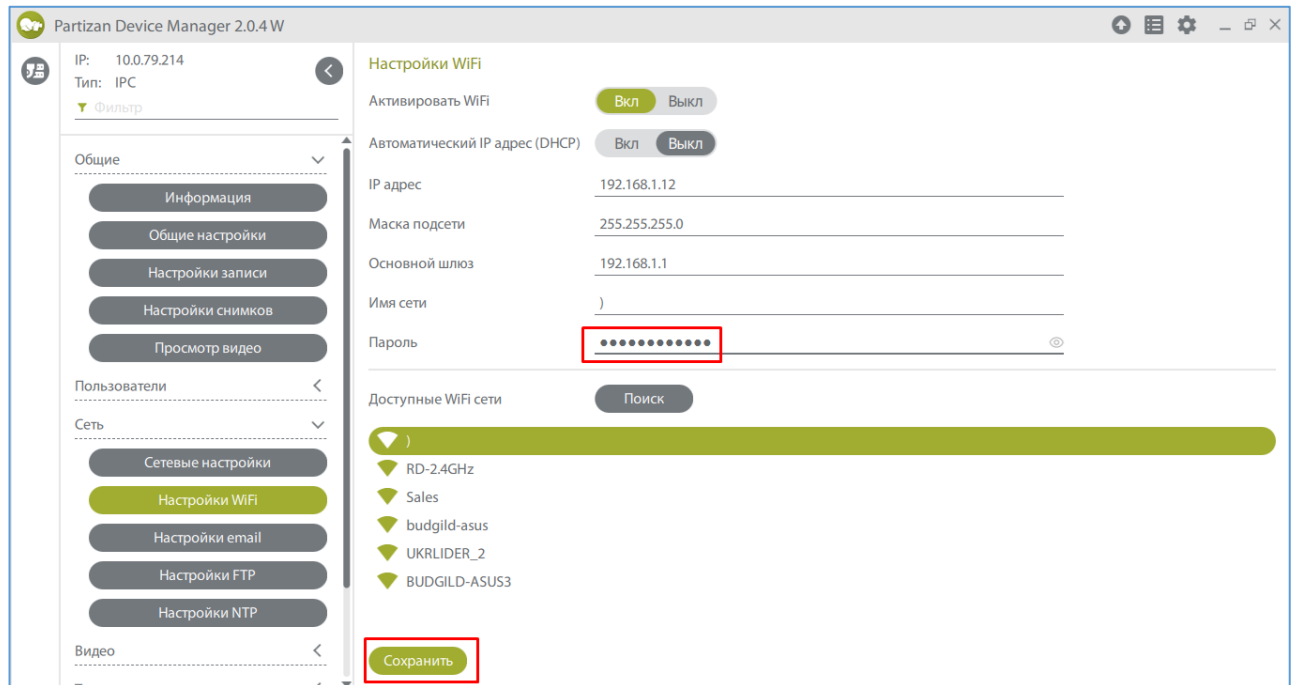 Partizan Device Manager 2.0.4 W
IP: 10.0.79.214
Тип: IPC
Фильтр
Общие
Информация
Общие настройки
Настройки записи
Настройки снимков
Просмотр видео
Пользователи
Сеть
Сетевые настройки
Настройки WiFi
Настройки email
Настройки FTP
Настройки NTP
Видео
Настройки WiFi
Активировать WiFi Вкл Выкл
Автоматический IP адрес (DHCP) Вкл Выкл
IP адрес 192.168.1.12
Маска подсети 255.255.255.0
Основной шлюз 192.168.1.1
Имя сети )
Пароль ●●●●●●●●●●●●
Доступные WiFi сети Поиск
)
RD-2.4GHz
Sales
budgild-asus
UKRLIDER_2
BUDGILD-ASUS3
Сохранить